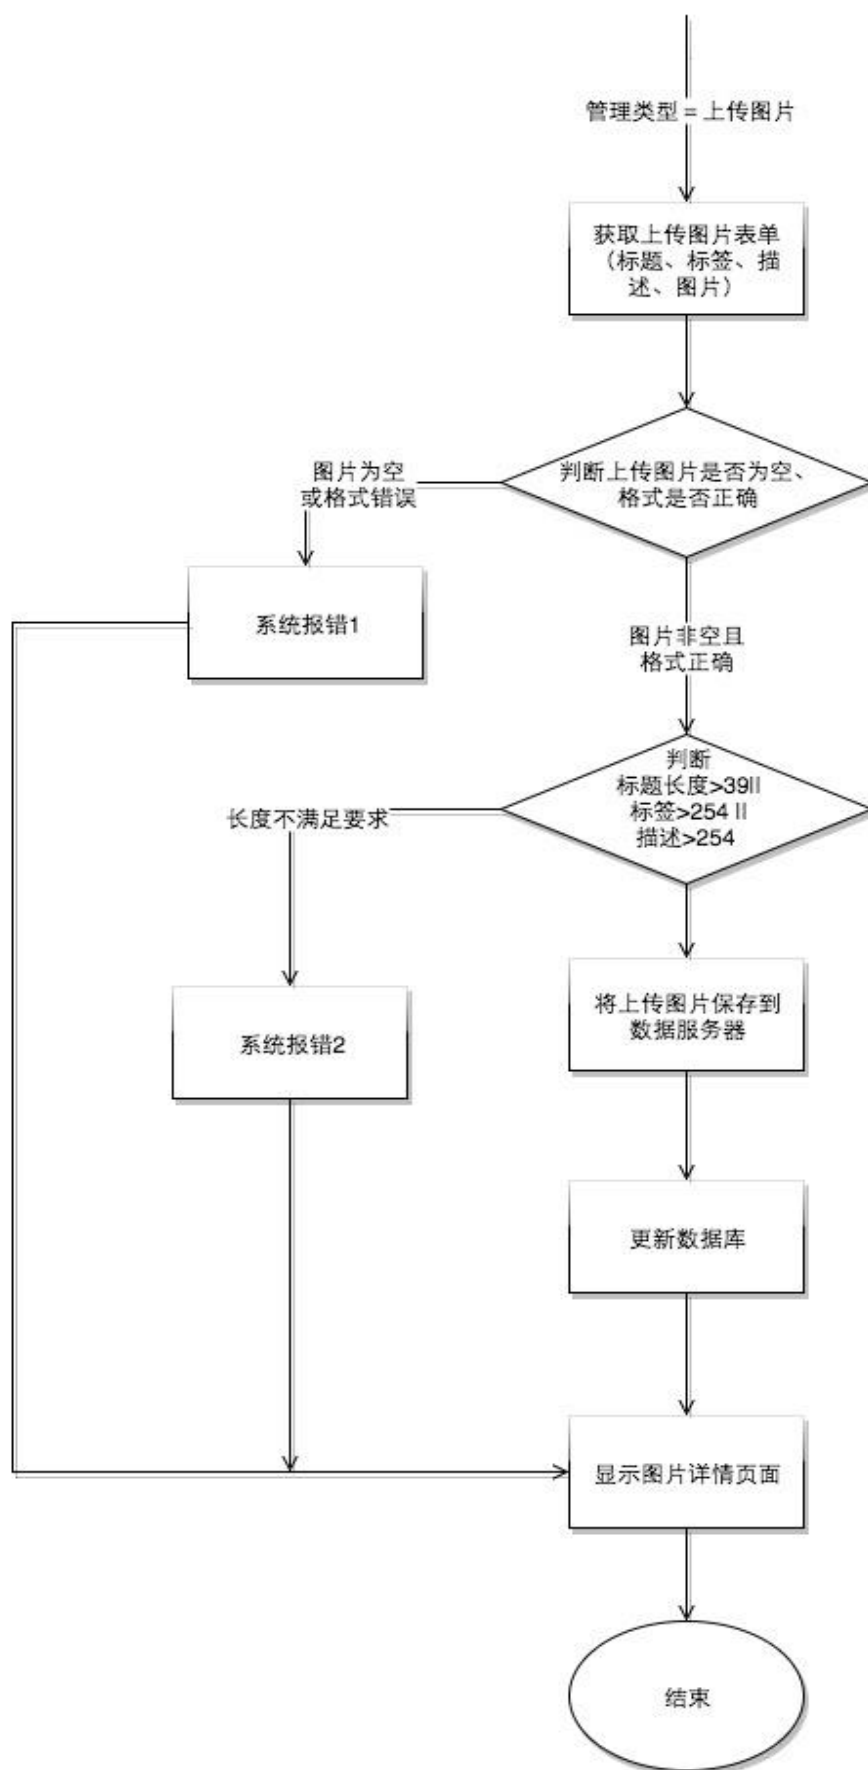 管理类型 = 上传图片
获取上传图片表单
（标题、标签、描
述、图片）
图片为空
或格式错误
判断上传图片是否为空、
格式是否正确
系统报错1
图片非空且
格式正确
判断
标题长度>39||
标签>254 ||
描述>254
长度不满足要求
将上传图片保存到
数据服务器
系统报错2
更新数据库
显示图片详情页面
结束